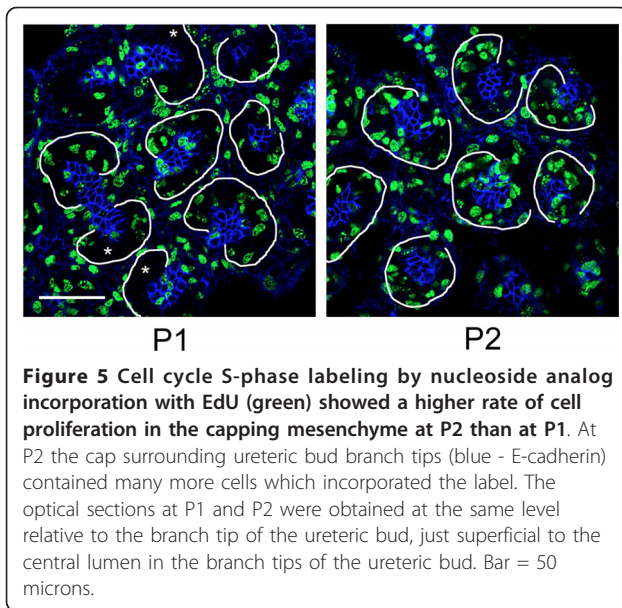 *
*
*
P1 P2
Figure 5 Cell cycle S-phase labeling by nucleoside analog
incorporation with EdU (green) showed a higher rate of cell
proliferation in the capping mesenchyme at P2 than at P1. At
P2 the cap surrounding ureteric bud branch tips (blue - E-cadherin)
contained many more cells which incorporated the label. The
optical sections at P1 and P2 were obtained at the same level
relative to the branch tip of the ureteric bud, just superficial to the
central lumen in the branch tips of the ureteric bud. Bar = 50
microns.